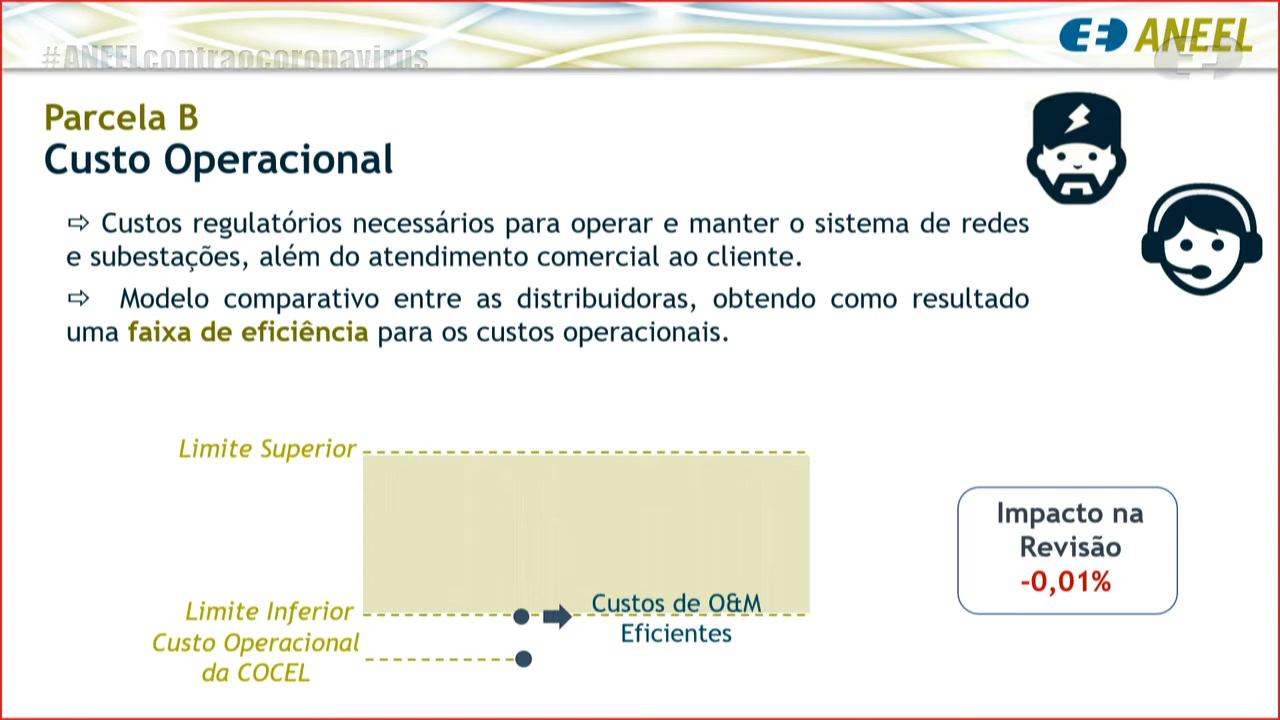 #ANEELcontraocoronavirus
ANEEL
Parcela B
Custo Operacional
⇨ Custos regulatórios necessários para operar e manter o sistema de redes
e subestações, além do atendimento comercial ao cliente.
⇨ Modelo comparativo entre as distribuidoras, obtendo como resultado
uma faixa de eficiência para os custos operacionais.
Limite Superior
Impacto na
Revisão
-0,01%
Limite Inferior
Custos de O&M
Eficientes
Custo Operacional
da COCEL